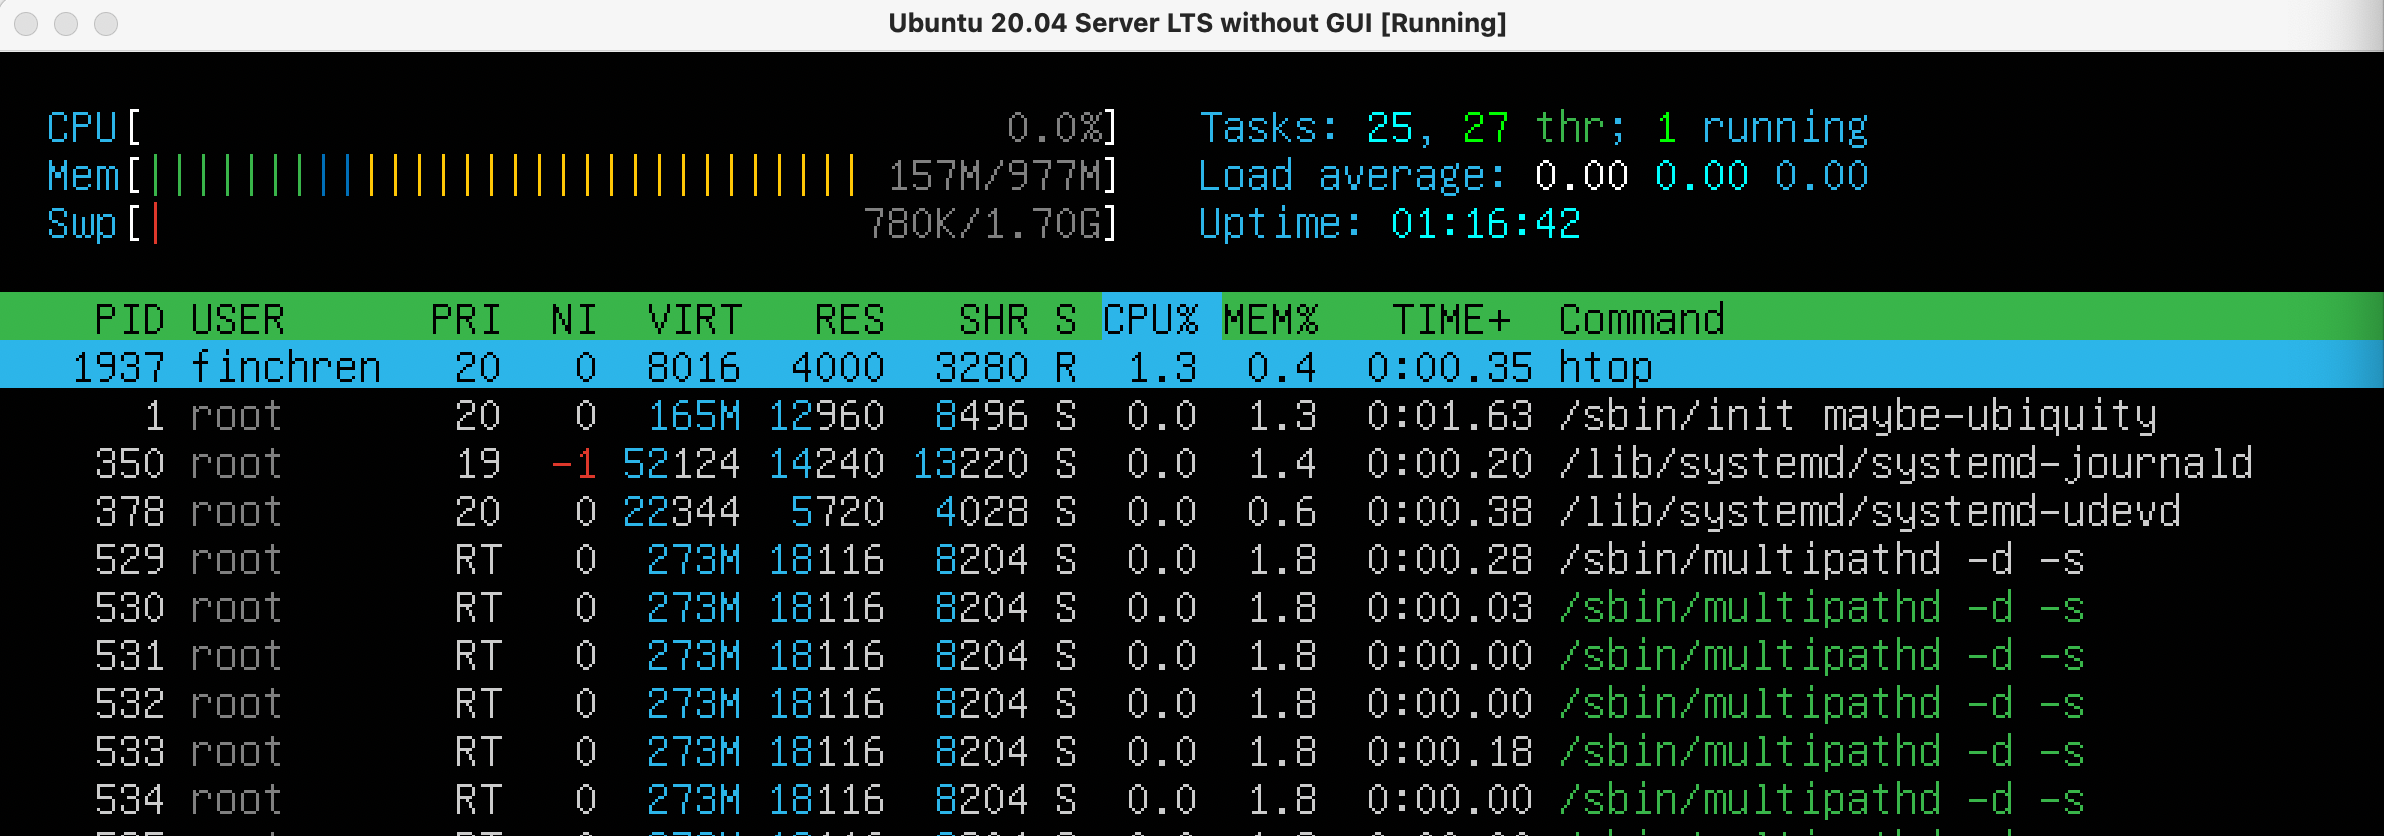 Ubuntu 20.04 Server LTS without GUI [Running]
CPU[ 0.0%] Tasks: 25, 27 thr; 1 running
Mem[||||||||||||||||||||||||||||||157M/977M] Load average: 0.00 0.00 0.00
Swp[| 780K/1.70G] Uptime: 01:16:42
PID USER PRI NI VIRT RES SHR S CPU% MEM% TIME+ Command
1937 finchren 20 0 8016 4000 3280 R 1.3 0.4 0:00.35 htop
1 root 20 0 165M 12960 8496 S 0.0 1.3 0:01.63 /sbin/init maybe-ubiquity
350 root 19 -1 52124 14240 13220 S 0.0 1.4 0:00.20 /lib/systemd/systemd-journald
378 root 20 0 22344 5720 4028 S 0.0 0.6 0:00.38 /lib/systemd/systemd-udevd
529 root RT 0 273M 18116 8204 S 0.0 1.8 0:00.28 /sbin/multipathd -d -s
530 root RT 0 273M 18116 8204 S 0.0 1.8 0:00.03 /sbin/multipathd -d -s
531 root RT 0 273M 18116 8204 S 0.0 1.8 0:00.00 /sbin/multipathd -d -s
532 root RT 0 273M 18116 8204 S 0.0 1.8 0:00.00 /sbin/multipathd -d -s
533 root RT 0 273M 18116 8204 S 0.0 1.8 0:00.18 /sbin/multipathd -d -s
534 root RT 0 273M 18116 8204 S 0.0 1.8 0:00.00 /sbin/multipathd -d -s